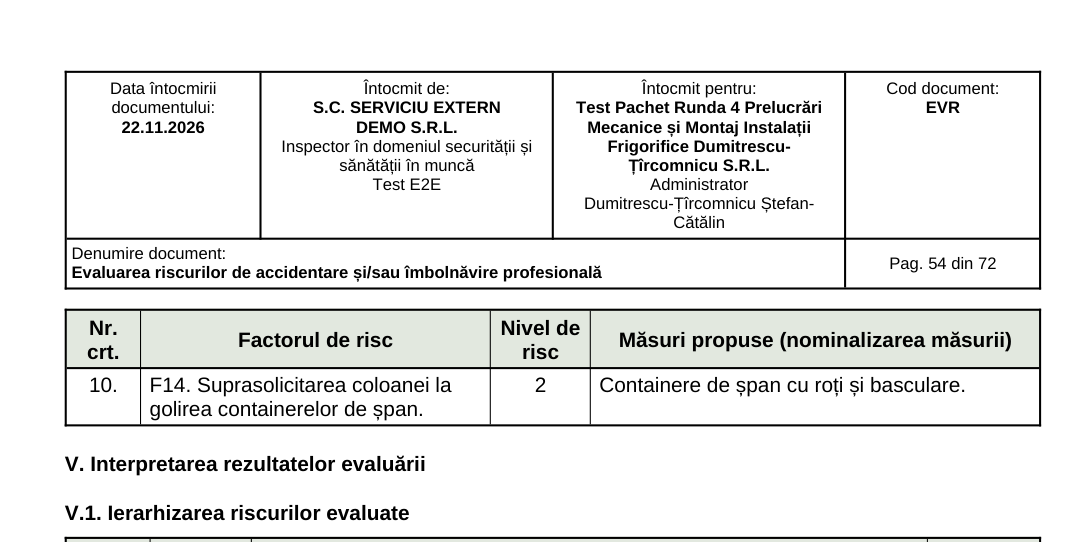 Data întocmirii
documentului:
22.11.2026
Întocmit de:
S.C. SERVICIU EXTERN
DEMO S.R.L.
Inspector în domeniul securității și
sănătății în muncă
Test E2E
Întocmit pentru:
Test Pachet Runda 4 Prelucrări
Mecanice și Montaj Instalații
Frigorifice Dumitrescu-
Țîrcomnicu S.R.L.
Administrator
Dumitrescu-Țîrcomnicu Ștefan-
Cătălin
Cod document:
EVR
Denumire document:
Evaluarea riscurilor de accidentare și/sau îmbolnăvire profesională
Pag. 54 din 72
Nr.
crt.
Factorul de risc
Nivel de
risc
Măsuri propuse (nominalizarea măsurii)
10.
F14. Suprasolicitarea coloanei la
golirea containerelor de șpan.
2
Containere de șpan cu roți și basculare.
V. Interpretarea rezultatelor evaluării
V.1. Ierarhizarea riscurilor evaluate